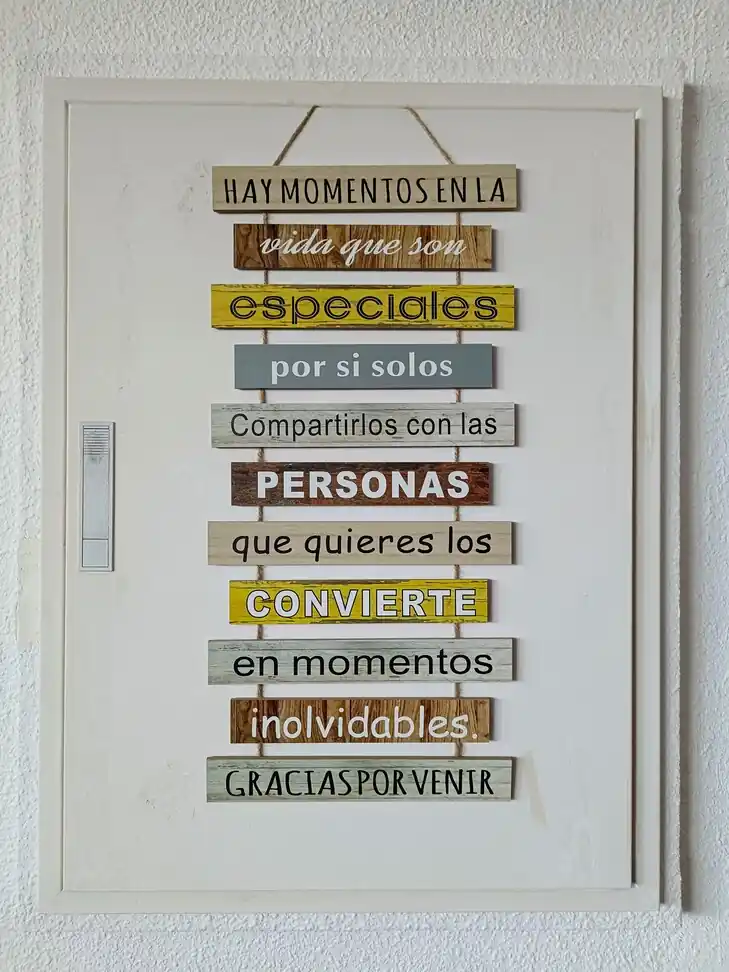 HAY MOMENTOS EN LA
vida que son
especiales
por si solos
Compartirlos con las
PERSONAS
que quieres los
CONVIERTE
en momentos
inolvidables.
GRACIAS POR VENIR